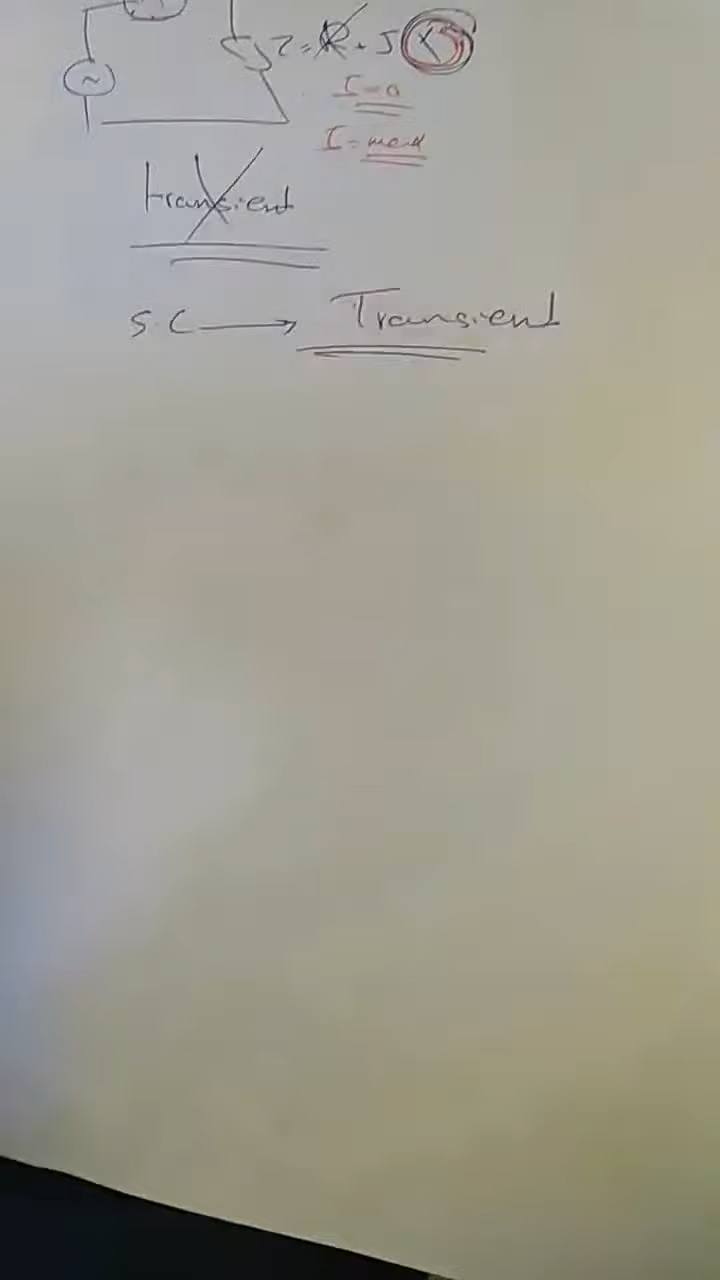 ~
Z = R + J X
I = 0
I = max
transient
S.C → Transient